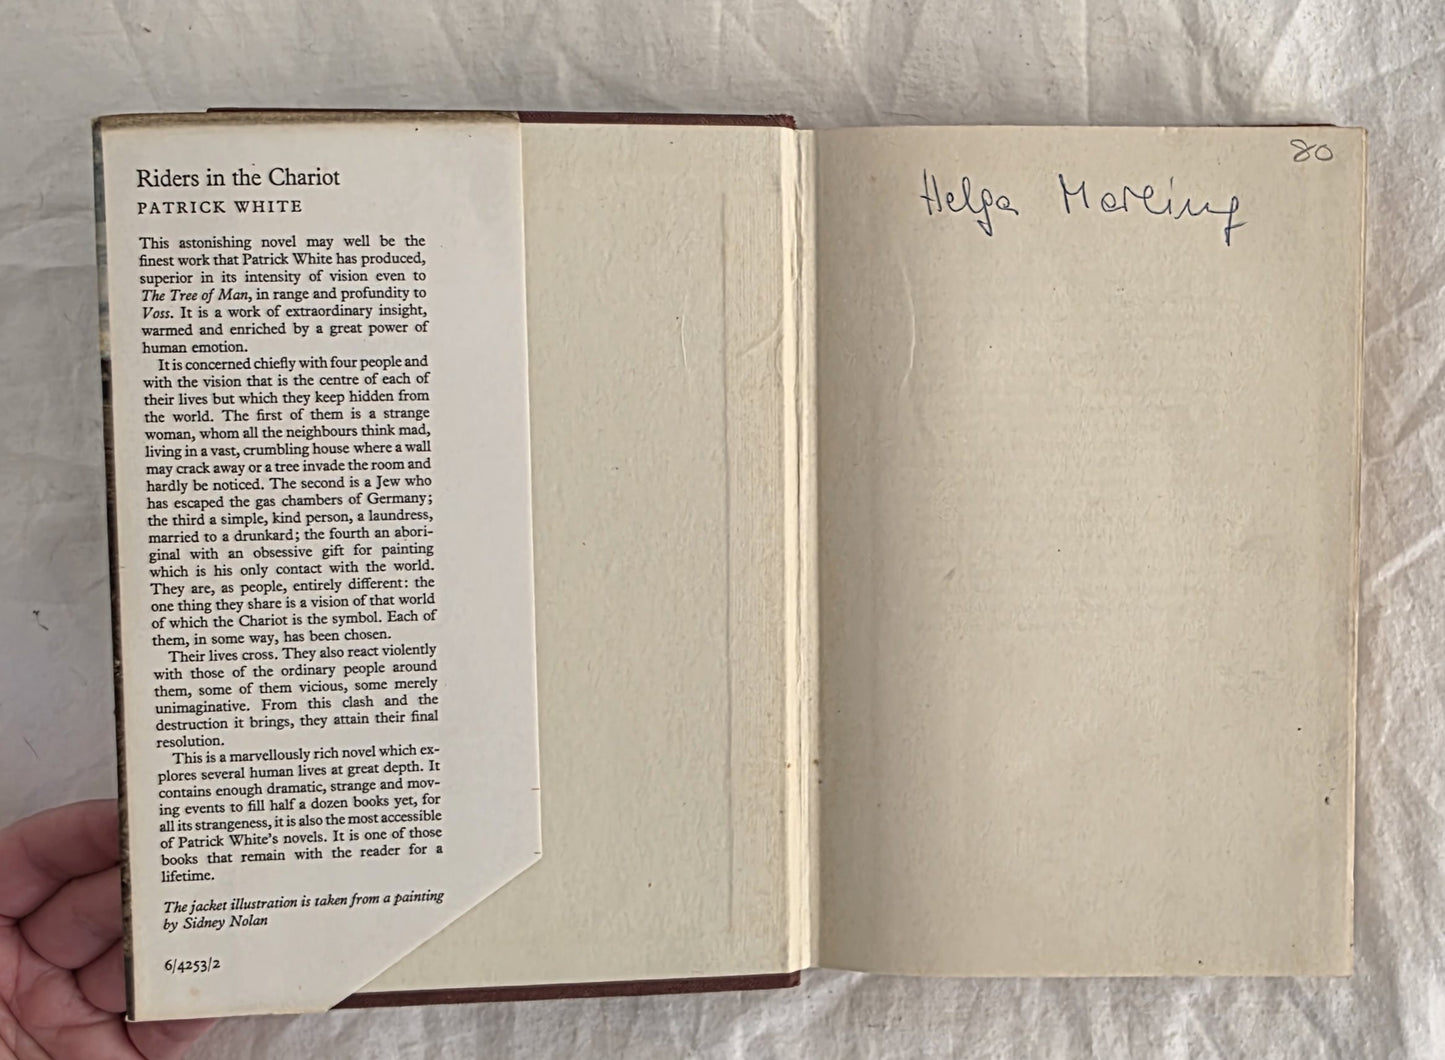 Riders in the Chariot
PATRICK WHITE
This astonishing novel may well be the
finest work that Patrick White has produced,
superior in its intensity of vision even to
The Tree of Man, in range and profundity to
Voss. It is a work of extraordinary insight,
warmed and enriched by a great power of
human emotion.
It is concerned chiefly with four people and
with the vision that is the centre of each of
their lives but which they keep hidden from
the world. The first of them is a strange
woman, whom all the neighbours think mad,
living in a vast, crumbling house where a wall
may crack away or a tree invade the room and
hardly be noticed. The second is a Jew who
has escaped the gas chambers of Germany;
the third a simple, kind person, a laundress,
married to a drunkard; the fourth an abori-
ginal with an obsessive gift for painting
which is his only contact with the world.
They are, as people, entirely different: the
one thing they share is a vision of that world
of which the Chariot is the symbol. Each of
them, in some way, has been chosen.
Their lives cross. They also react violently
with those of the ordinary people around
them, some of them vicious, some merely
unimaginative. From this clash and the
destruction it brings, they attain their final
resolution.
This is a marvellously rich novel which ex-
plores several human lives at great depth. It
contains enough dramatic, strange and mov-
ing events to fill half a dozen books yet, for
all its strangeness, it is also the most accessible
of Patrick White's novels. It is one of those
books that remain with the reader for a
lifetime.
The jacket illustration is taken from a painting
by Sidney Nolan
6/4253/2
80
Helga